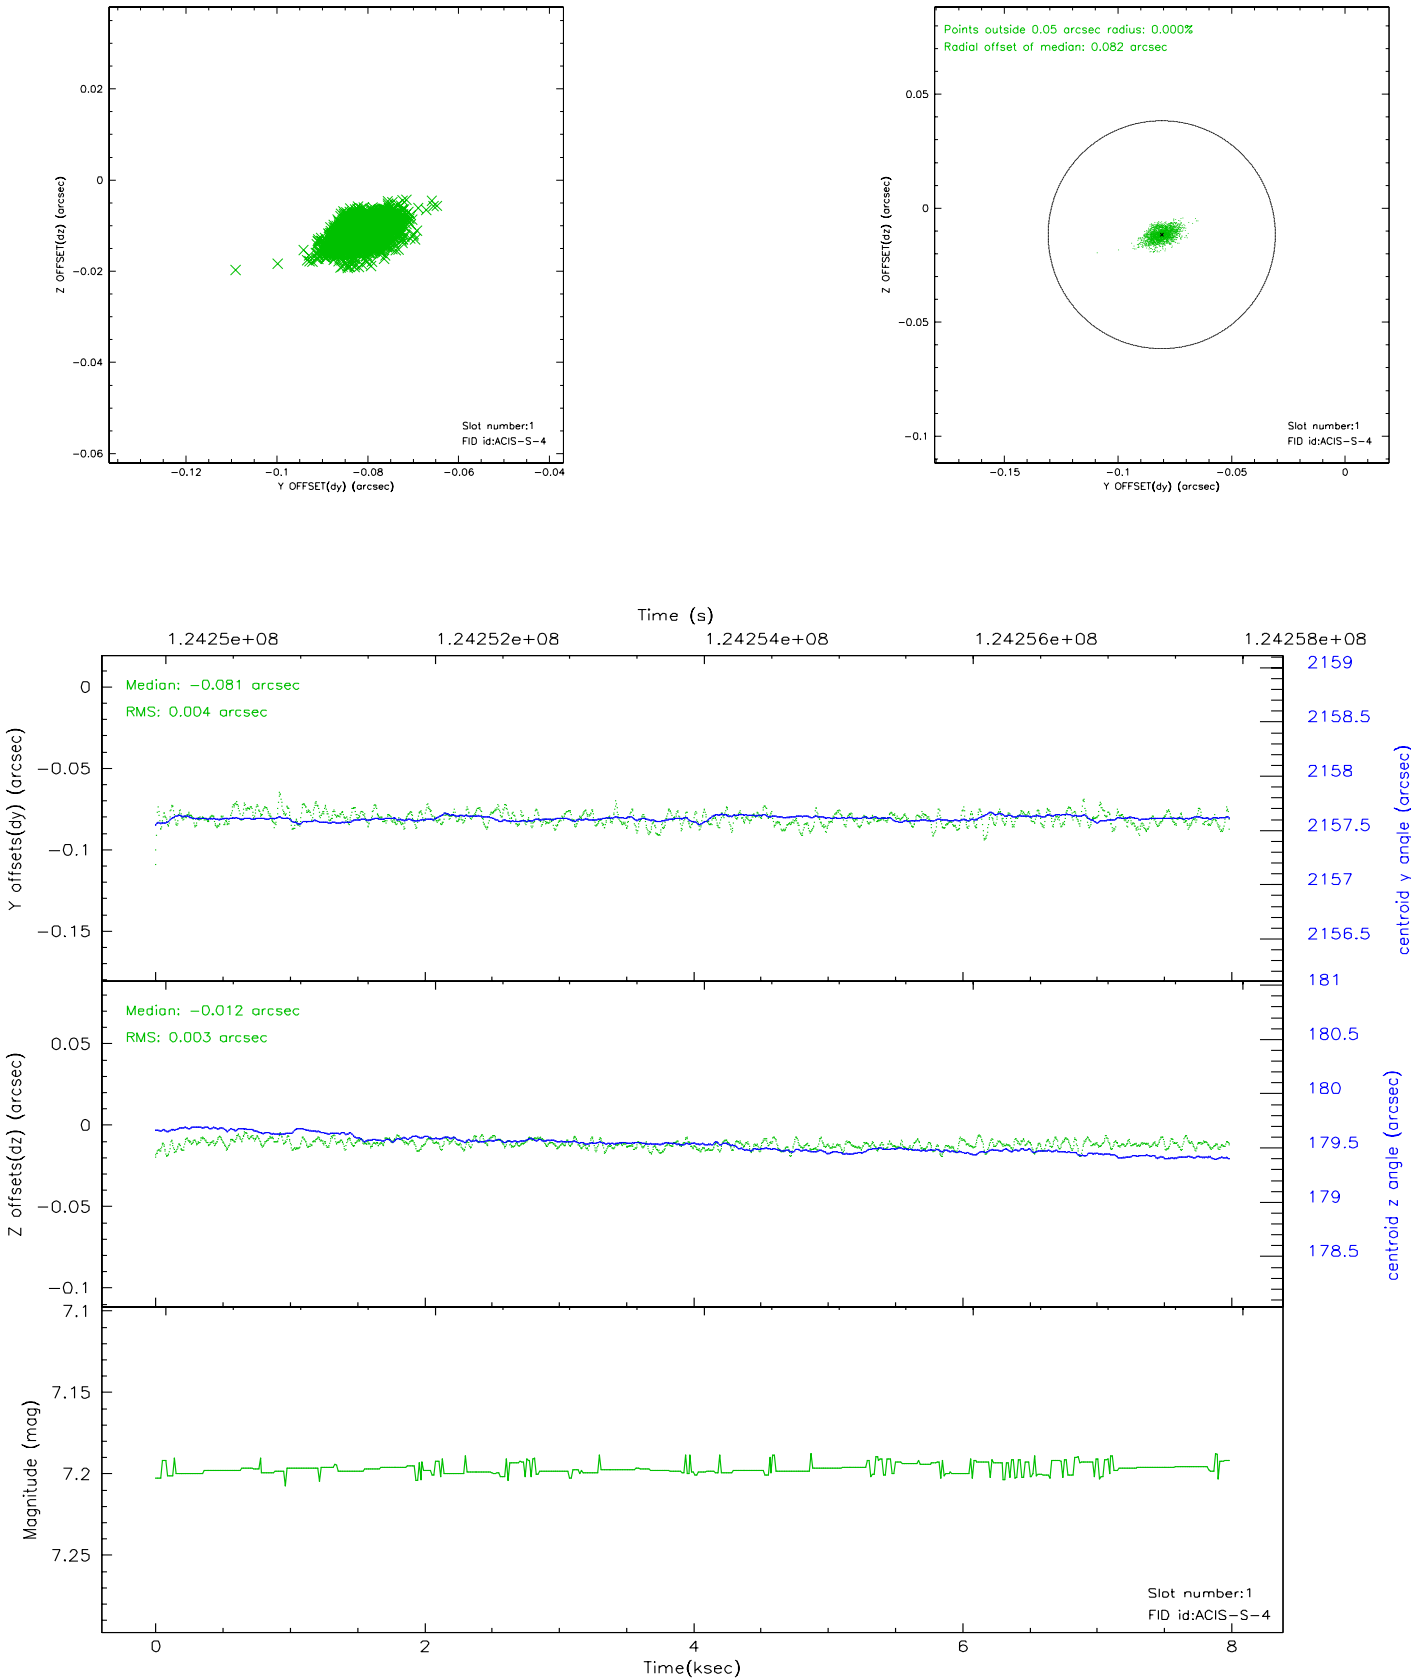 0.02
0
-0.02
-0.04
-0.06
Z OFFSET(dz) (arcsec)
Slot number:1
FID id:ACIS-S-4
-0.12
-0.1
-0.08
-0.06
-0.04
Y OFFSET(dy) (arcsec)
Points outside 0.05 arcsec radius: 0.000%
Radial offset of median: 0.082 arcsec
0.05
0
-0.05
-0.1
Z OFFSET(dz) (arcsec)
Slot number:1
FID id:ACIS-S-4
-0.15
-0.1
-0.05
0
Y OFFSET(dy) (arcsec)
Time (s)
1.2425e+08
1.24252e+08
1.24254e+08
1.24256e+08
1.24258e+08
Median: -0.081 arcsec
RMS: 0.004 arcsec
0
-0.05
-0.1
-0.15
Y offsets(dy) (arcsec)
2159
2158.5
2158
2157.5
2157
2156.5
centroid y angle (arcsec)
Median: -0.012 arcsec
RMS: 0.003 arcsec
0.05
0
-0.05
-0.1
Z offsets(dz) (arcsec)
181
180.5
180
179.5
179
178.5
centroid z angle (arcsec)
7.1
7.15
7.2
7.25
Magnitude (mag)
Slot number:1
FID id:ACIS-S-4
0
2
4
6
8
Time(ksec)